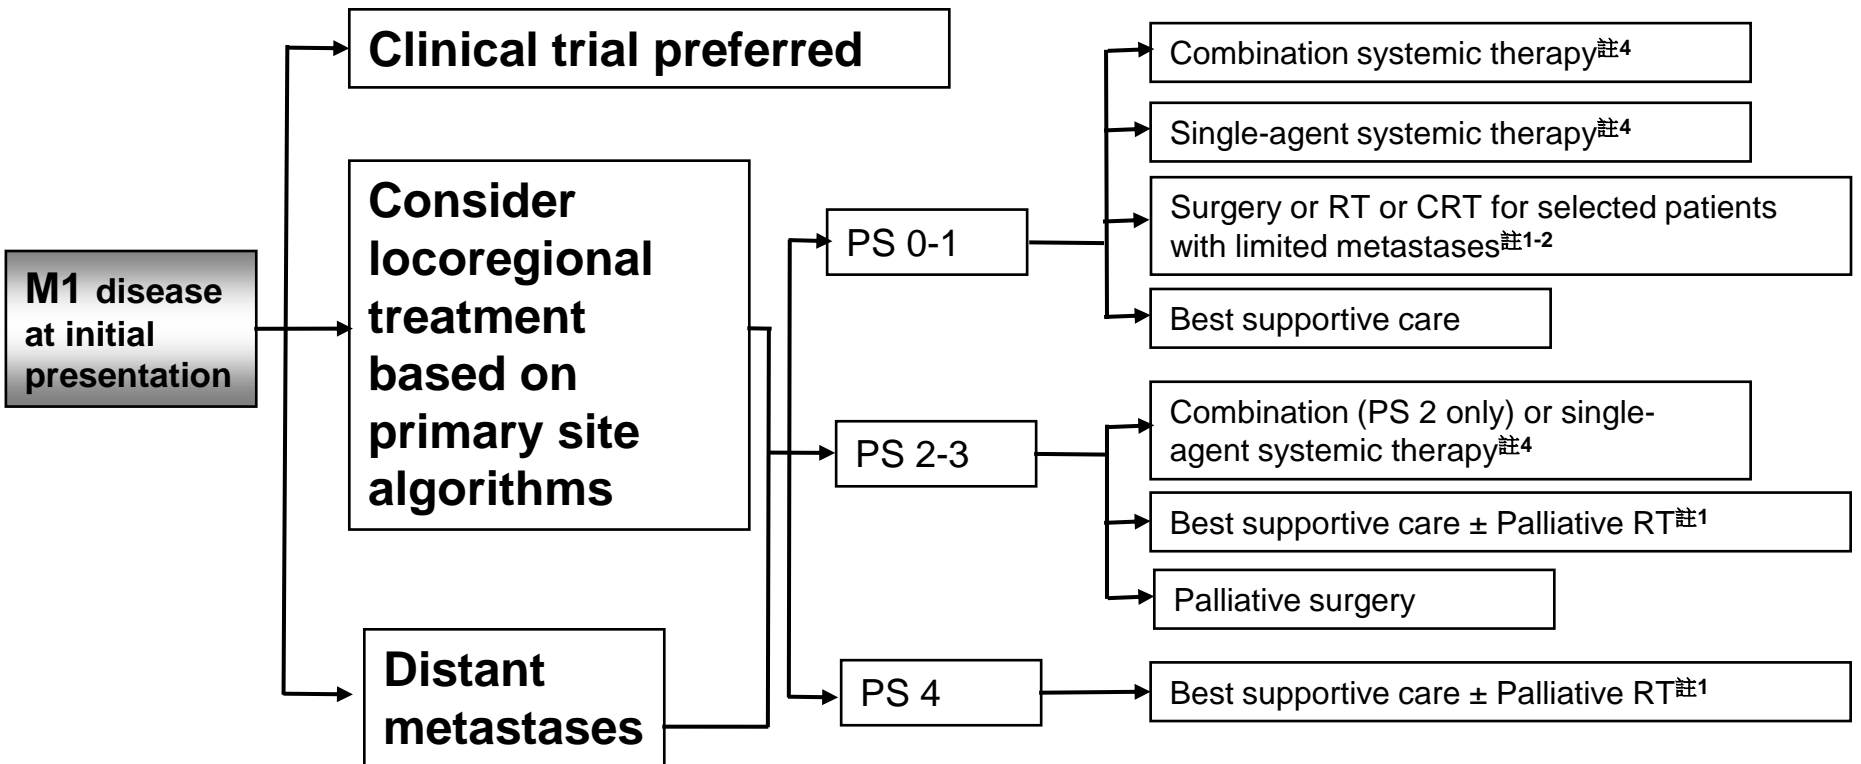 M1 disease
at initial
presentation
Clinical trial preferred
Consider
locoregional
treatment
based on
primary site
algorithms
Distant
metastases
PS 0-1
PS 2-3
PS 4
Combination systemic therapy註4
Single-agent systemic therapy註4
Surgery or RT or CRT for selected patients
with limited metastases註1-2
Best supportive care
Combination (PS 2 only) or single-
agent systemic therapy註4
Best supportive care ± Palliative RT註1
Palliative surgery
Best supportive care ± Palliative RT註1